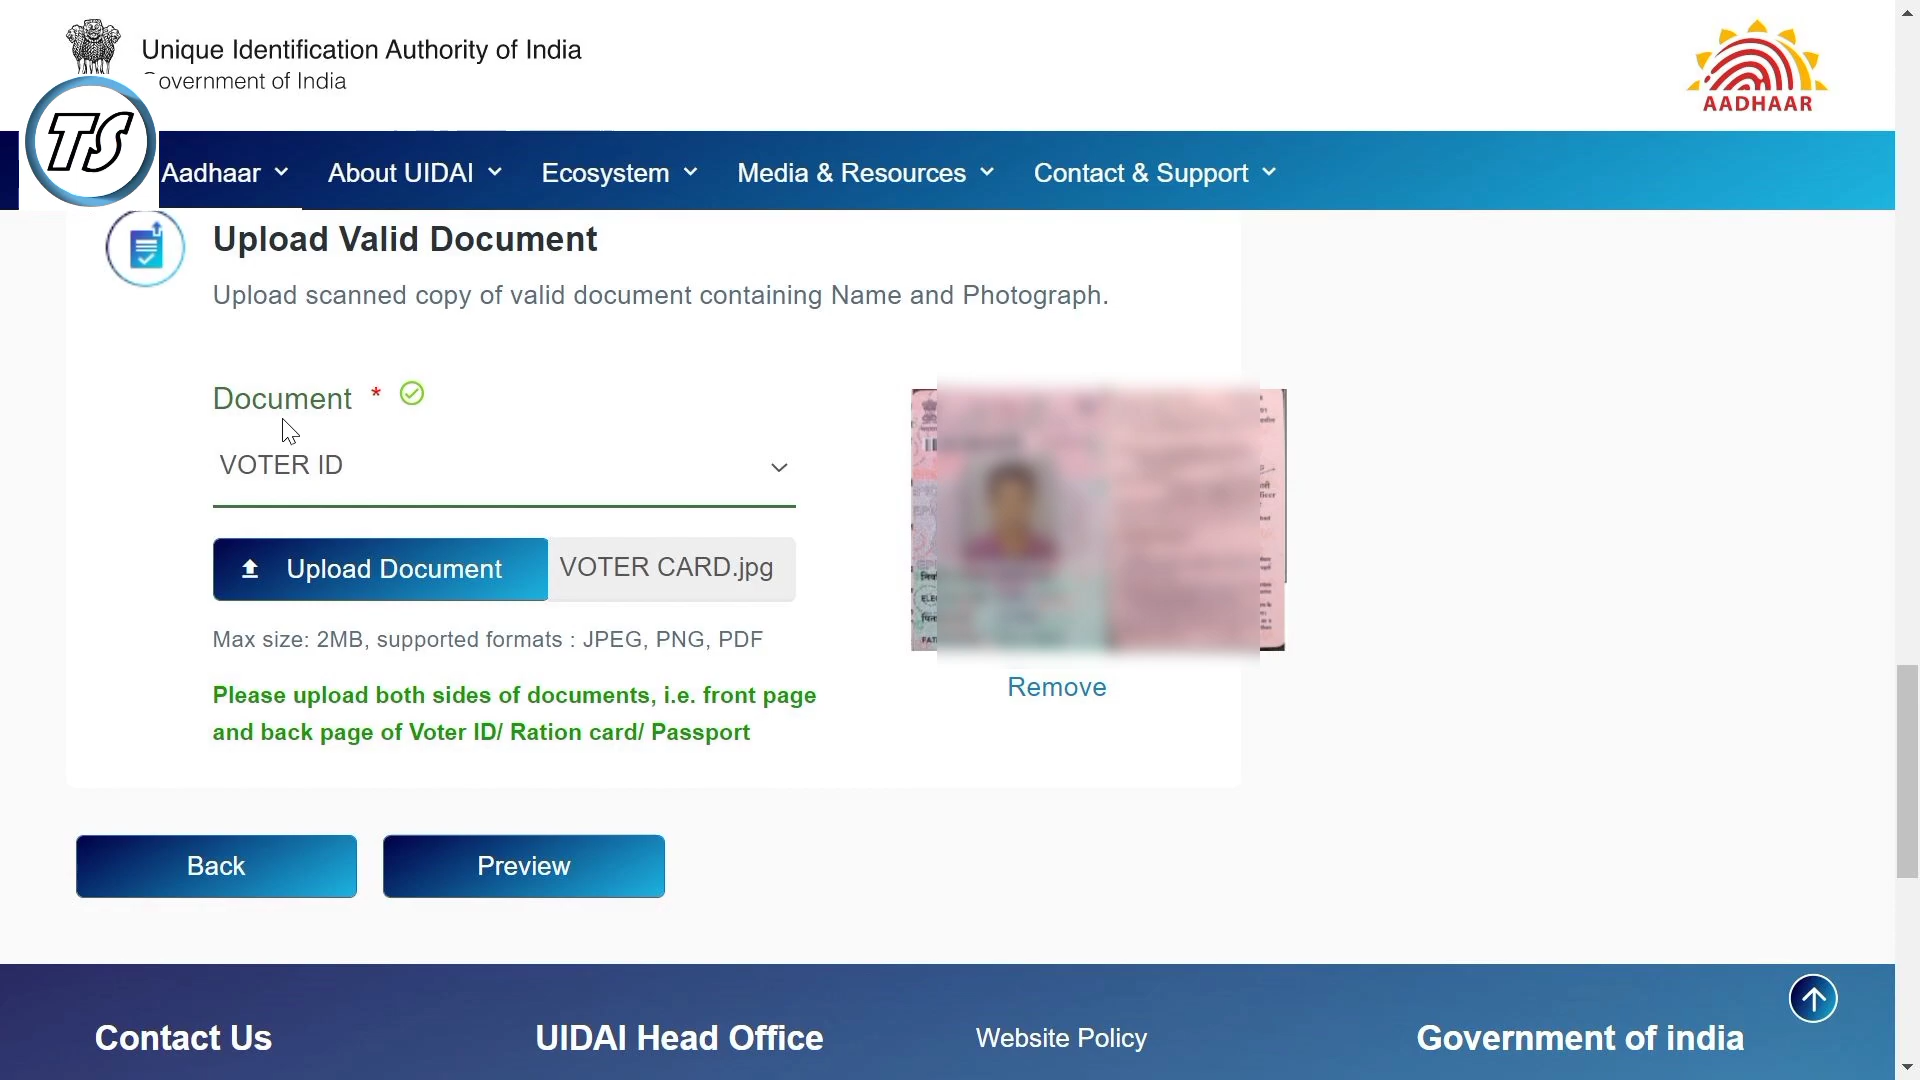 Unique Identification Authority of India
overnment of India
TS
AADHAAR
Aadhaar
About UIDAI
Ecosystem
Media & Resources
Contact & Support
Upload Valid Document
Upload scanned copy of valid document containing Name and Photograph.
Document *
VOTER ID
Upload Document
VOTER CARD.jpg
Max size: 2MB, supported formats : JPEG, PNG, PDF
Please upload both sides of documents, i.e. front page
and back page of Voter ID/ Ration card/ Passport
Remove
Back
Preview
Contact Us
UIDAI Head Office
Website Policy
Government of india